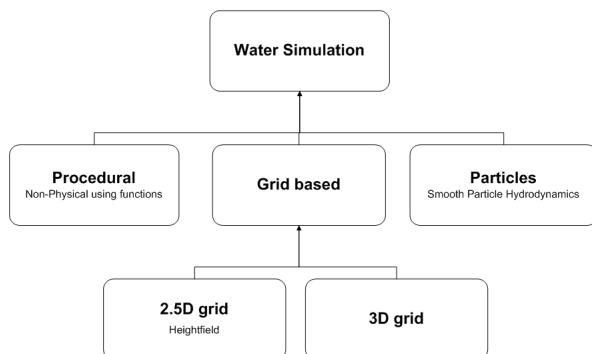 Water Simulation
Procedural
Non-Physical using functions
Grid based
Particles
Smooth Particle Hydrodynamics
2.5D grid
Heightfield
3D grid